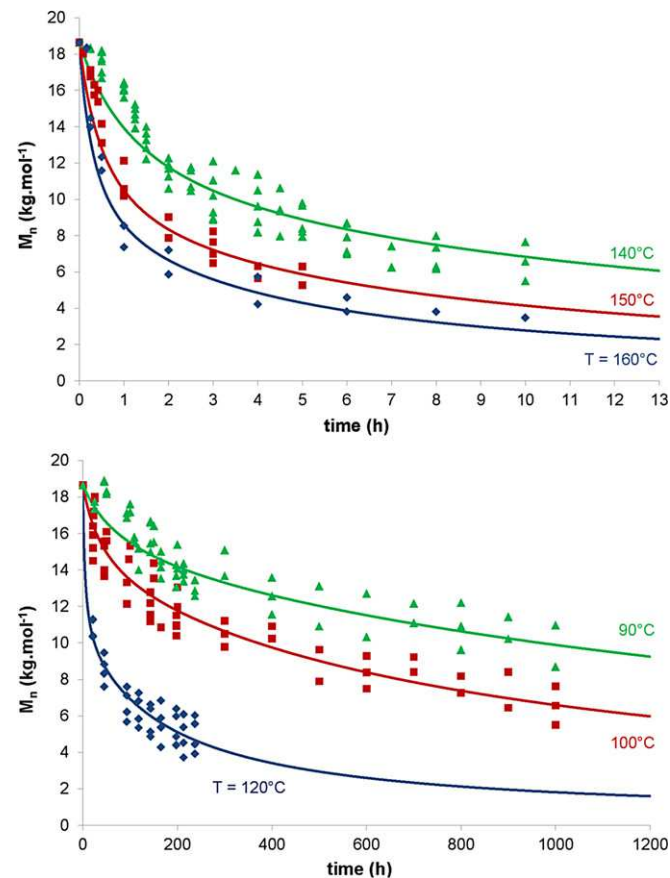 20
18
16
14
12
10
8
6
4
2
0
Mn (kg.mol-1)
140°C
150°C
T = 160°C
0 1 2 3 4 5 6 7 8 9 10 11 12 13
time (h)
20
18
16
14
12
10
8
6
4
2
0
Mn (kg.mol-1)
90°C
100°C
T = 120°C
0 200 400 600 800 1000 1200
time (h)